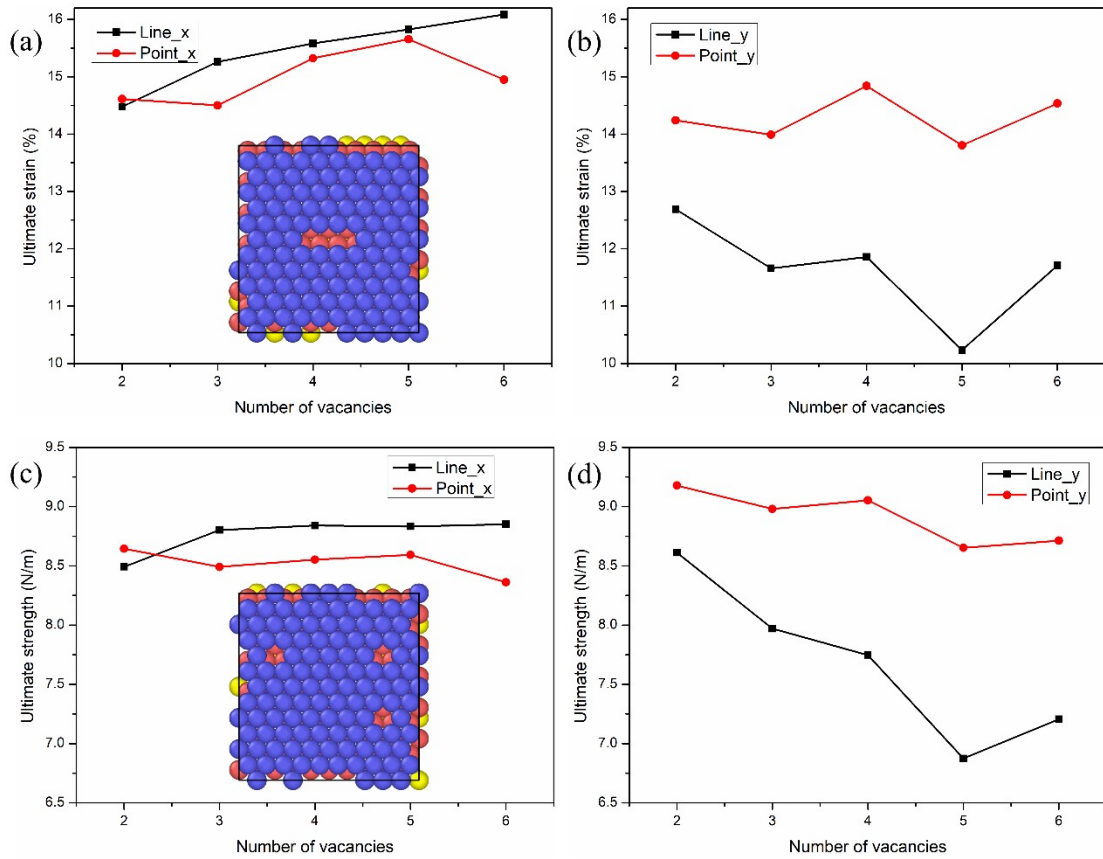 (a)
Line_x
Point_x
16
15
14
13
12
11
10
Ultimate strain (%)
2 3 4 5 6
Number of vacancies
(b)
Line_y
Point_y
16
15
14
13
12
11
10
Ultimate strain (%)
2 3 4 5 6
Number of vacancies
(c)
Line_x
Point_x
9.5
9.0
8.5
8.0
7.5
7.0
6.5
Ultimate strength (N/m)
2 3 4 5 6
Number of vacancies
(d)
Line_y
Point_y
9.5
9.0
8.5
8.0
7.5
7.0
6.5
Ultimate strength (N/m)
2 3 4 5 6
Number of vacancies